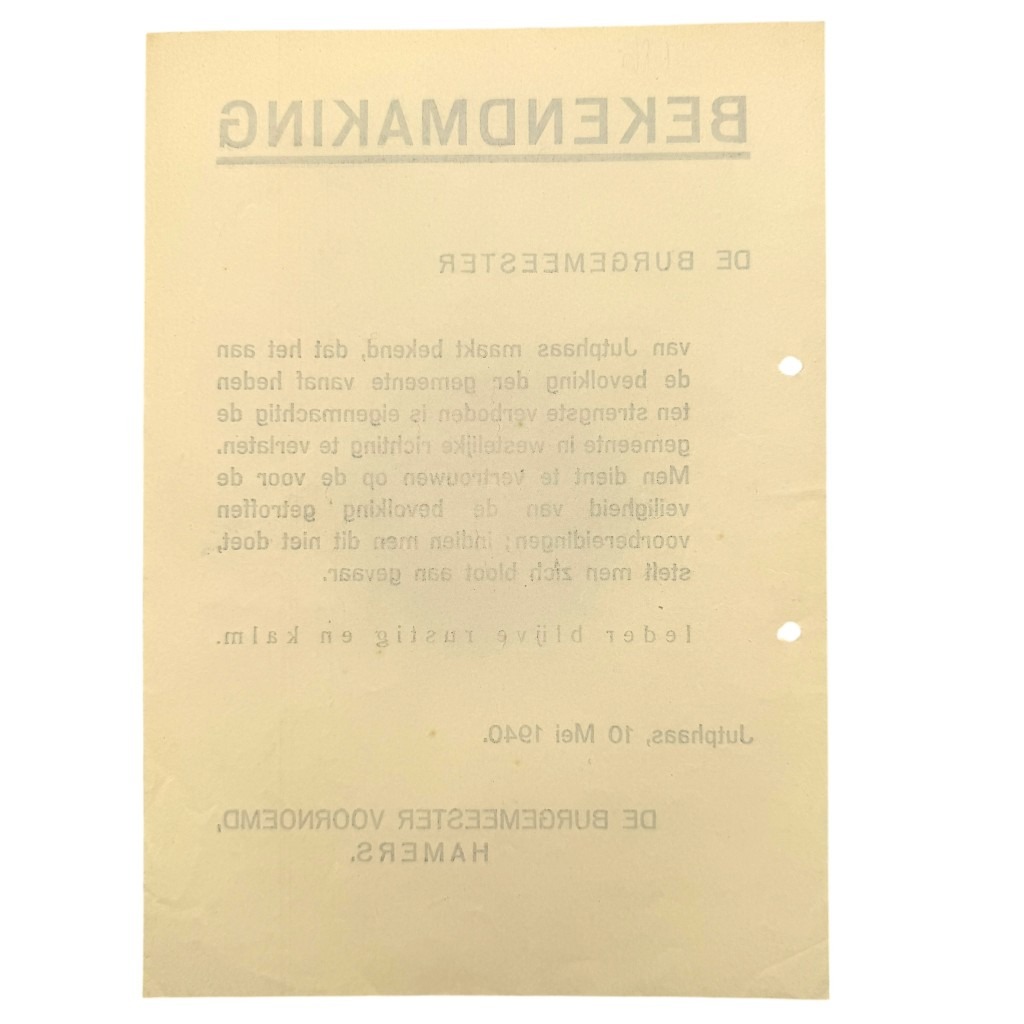 BEKENDMAKING
DE BURGEMEESTER
van Jutphaas maakt bekend, dat het aan
de bevolking der gemeente vanaf heden
ten strengste verboden is eigenmachtig de
gemeente in westelijke richting te verlaten.
Men dient te vertrouwen op de voor de
veiligheid van de bevolking getroffen
voorbereidingen; indien men dit niet doet,
stelt men zich bloot aan gevaar.
Ieder blijve rustig en kalm.
Jutphaas, 10 Mei 1940.
DE BURGEMEESTER VOORNOEMD,
HAMERS.